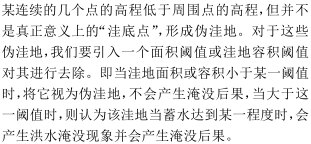 某连续的几个点的高程低于周围点的高程,但并不
是真正意义上的“洼底点”,形成伪洼地。对于这些
伪洼地,我们要引入一个面积阈值或洼地容积阈值
对其进行去除。即当洼地面积或容积小于某一阈值
时,将它视为伪洼地,不会产生淹没后果,当大于这
一阈值时,则认为该洼地当蓄水达到某一程度时,会
产生洪水淹没现象并会产生淹没后果。